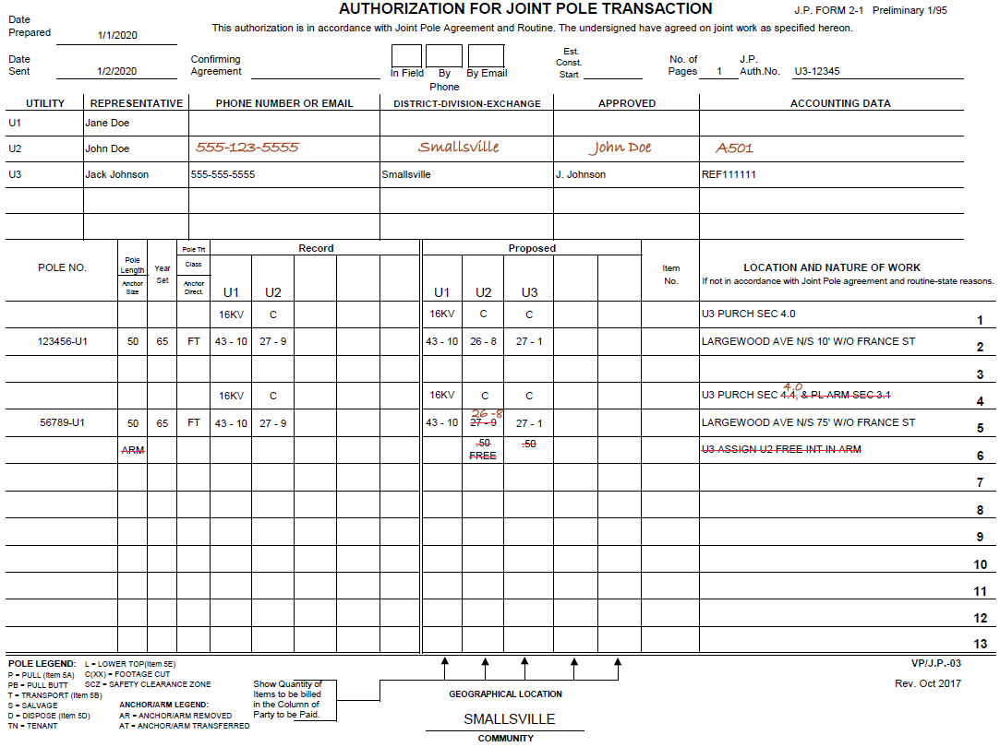 AUTHORIZATION FOR JOINT POLE TRANSACTION
J.P. FORM 2-1 Preliminary 1/95
Date Prepared 1/1/2020
This authorization is in accordance with Joint Pole Agreement and Routine. The undersigned have agreed on joint work as specified hereon.
Date Sent 1/2/2020
Confirming Agreement
In Field By Phone By Email
Est. Const. Start
No. of Pages 1
J.P. Auth.No. U3-12345
UTILITY REPRESENTATIVE PHONE NUMBER OR EMAIL DISTRICT-DIVISION-EXCHANGE APPROVED ACCOUNTING DATA
U1 Jane Doe
U2 John Doe 555-123-5555 Smallsville John Doe A501
U3 Jack Johnson 555-555-5555 Smallsville J. Johnson REF111111
Record Proposed
POLE NO. Pole Length Anchor Size Year Set Pole Trt Class Anchor Direct. U1 U2 U1 U2 U3 Item No. LOCATION AND NATURE OF WORK
If not in accordance with Joint Pole agreement and routine-state reasons.
16KV C 16KV C C U3 PURCH SEC 4.0 1
123456-U1 50 65 FT 43 - 10 27 - 9 43 - 10 26 - 8 27 - 1 LARGEWOOD AVE N/S 10' W/O FRANCE ST 2
3
4.0
16KV C 16KV C C U3 PURCH SEC 4.4, & PL ARM SEC 3.1 4
26 - 8
56789-U1 50 65 FT 43 - 10 27 - 9 43 - 10 27 - 9 27 - 1 LARGEWOOD AVE N/S 75' W/O FRANCE ST 5
ARM .50 FREE .50 U3 ASSIGN U2 FREE INT IN ARM 6
7
8
9
10
11
12
13
POLE LEGEND: L = LOWER TOP(Item 5E)
P = PULL (Item 5A) C(XX) = FOOTAGE CUT
PB = PULL BUTT SCZ = SAFETY CLEARANCE ZONE
T = TRANSPORT (Item 5B)
S = SALVAGE ANCHOR/ARM LEGEND:
D = DISPOSE (Item 5D) AR = ANCHOR/ARM REMOVED
TN = TENANT AT = ANCHOR/ARM TRANSFERRED
Show Quantity of
Items to be billed
in the Column of
Party to be Paid.
GEOGRAPHICAL LOCATION
SMALLSVILLE
COMMUNITY
VP/J.P.-03
Rev. Oct 2017